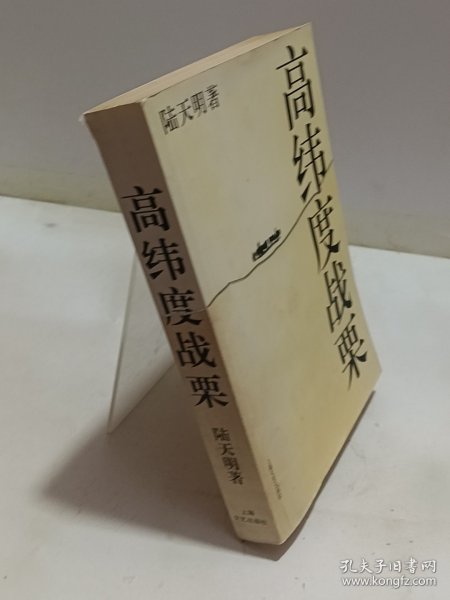 陆天明著
高纬度战栗
高纬度战栗
陆天明著
上海
文艺出版社
孔夫子旧书网
www.kongfz.com